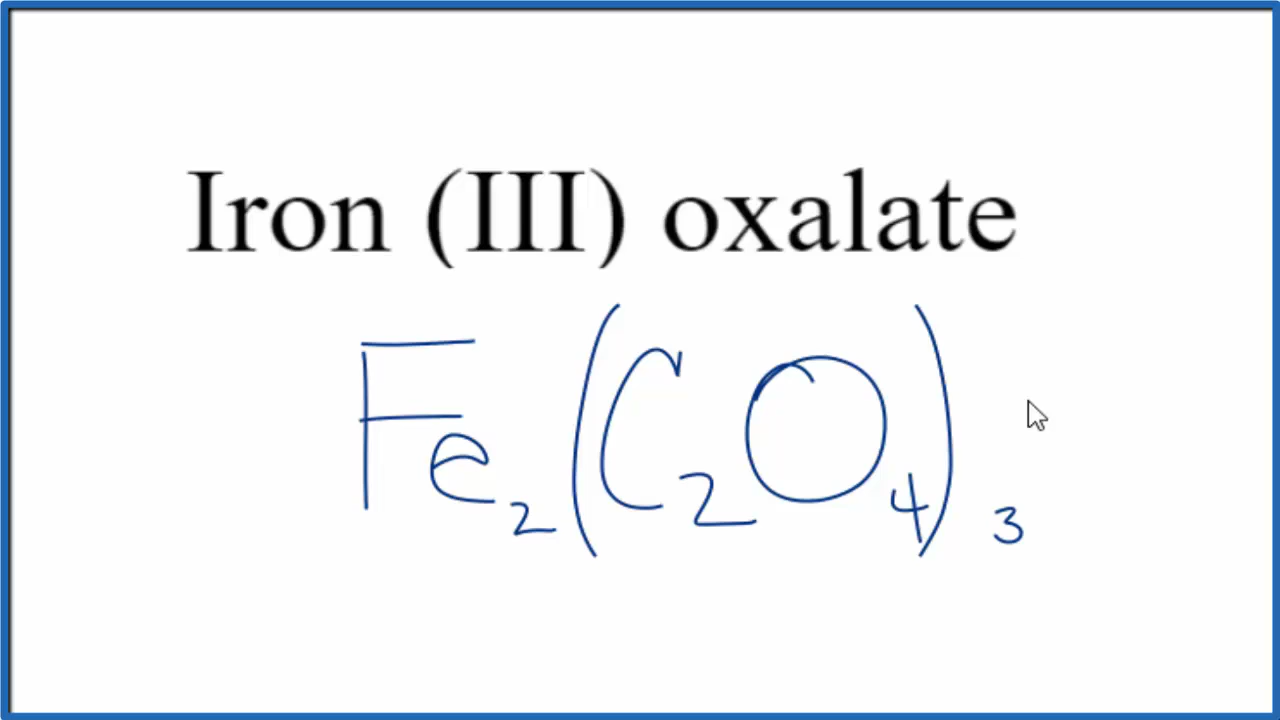 Iron (III) oxalate
Fe₂(C₂O₄)₃